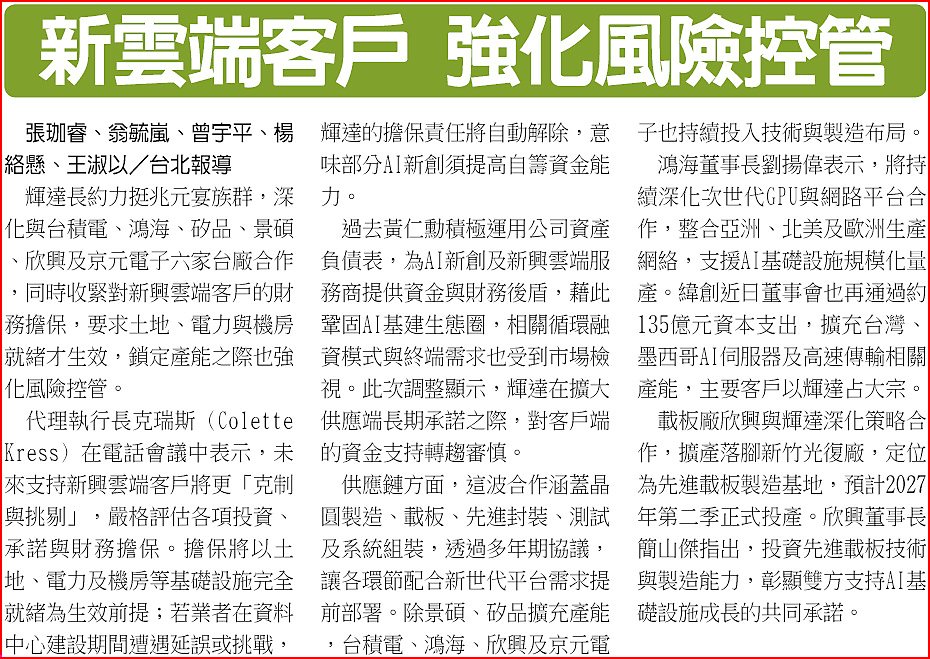 新雲端客戶 強化風險控管
張珈睿、翁毓嵐、曾宇平、楊
絡懸、王淑以／台北報導
輝達長約力挺兆元宴族群，深
化與台積電、鴻海、矽品、景碩
、欣興及京元電子六家台廠合作
，同時收緊對新興雲端客戶的財
務擔保，要求土地、電力與機房
就緒才生效，鎖定產能之際也強
化風險控管。
代理執行長克瑞斯（Colette
Kress）在電話會議中表示，未
來支持新興雲端客戶將更「克制
與挑剔」，嚴格評估各項投資、
承諾與財務擔保。擔保將以土
地、電力及機房等基礎設施完全
就緒為生效前提；若業者在資料
中心建設期間遭遇延誤或挑戰，
輝達的擔保責任將自動解除，意
味部分AI新創須提高自籌資金能
力。
過去黃仁勳積極運用公司資產
負債表，為AI新創及新興雲端服
務商提供資金與財務後盾，藉此
鞏固AI基建生態圈，相關循環融
資模式與終端需求也受到市場檢
視。此次調整顯示，輝達在擴大
供應端長期承諾之際，對客戶端
的資金支持轉趨審慎。
供應鏈方面，這波合作涵蓋晶
圓製造、載板、先進封裝、測試
及系統組裝，透過多年期協議，
讓各環節配合新世代平台需求提
前部署。除景碩、矽品擴充產能
，台積電、鴻海、欣興及京元電
子也持續投入技術與製造布局。
鴻海董事長劉揚偉表示，將持
續深化次世代GPU與網路平台合
作，整合亞洲、北美及歐洲生產
網絡，支援AI基礎設施規模化量
產。緯創近日董事會也再通過約
135億元資本支出，擴充台灣、
墨西哥AI伺服器及高速傳輸相關
產能，主要客戶以輝達占大宗。
載板廠欣興與輝達深化策略合
作，擴產落腳新竹光復廠，定位
為先進載板製造基地，預計2027
年第二季正式投產。欣興董事長
簡山傑指出，投資先進載板技術
與製造能力，彰顯雙方支持AI基
礎設施成長的共同承諾。